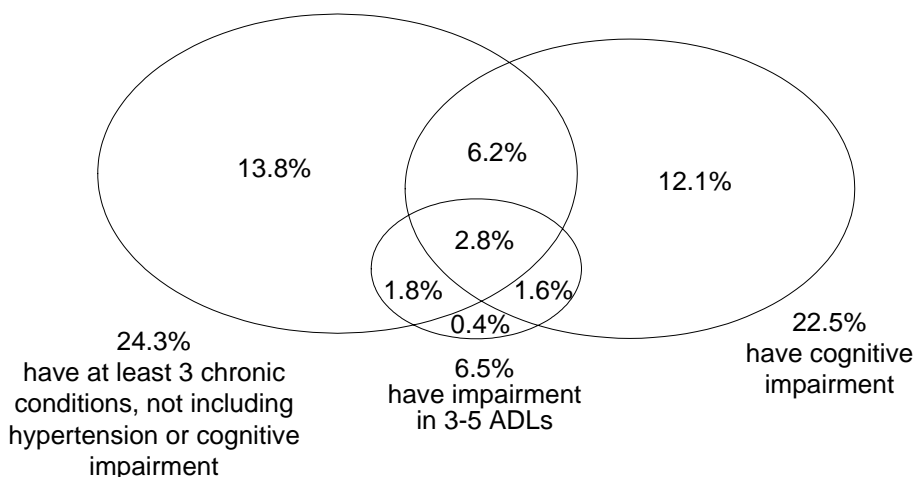 6.2%
13.8%
12.1%
2.8%
1.8%
1.6%
0.4%
24.3%
have at least 3 chronic
conditions, not including
hypertension or cognitive
impairment
6.5%
have impairment
in 3-5 ADLs
22.5%
have cognitive
impairment